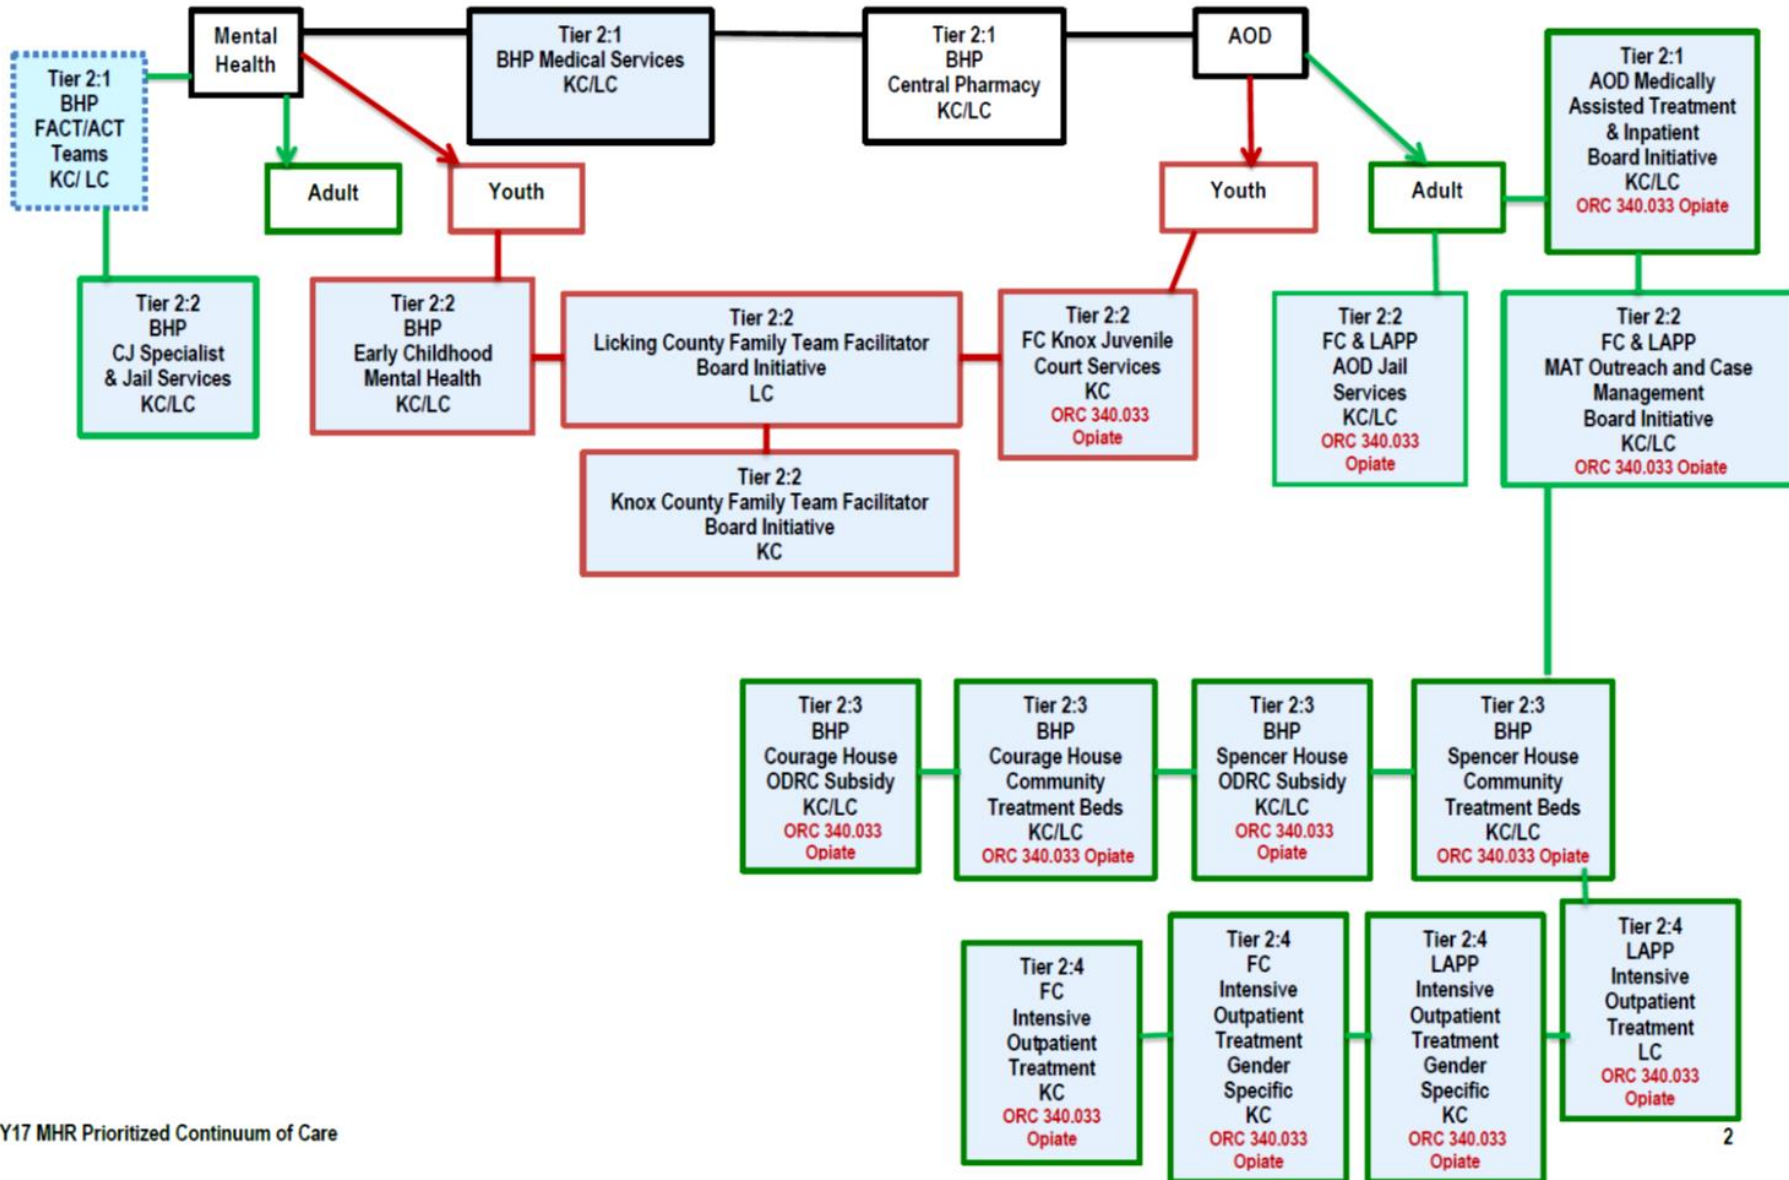 Mental
Health
Tier 2:1
BHP Medical Services
KC/LC
Tier 2:1
BHP
Central Pharmacy
KC/LC
AOD
Tier 2:1
BHP
FACT/ACT
Teams
KC/ LC
Tier 2:1
AOD Medically
Assisted Treatment
& Inpatient
Board Initiative
KC/LC
ORC 340.033 Opiate
Adult
Youth
Youth
Adult
Tier 2:2
BHP
CJ Specialist
& Jail Services
KC/LC
Tier 2:2
BHP
Early Childhood
Mental Health
KC/LC
Tier 2:2
Licking County Family Team Facilitator
Board Initiative
LC
Tier 2:2
FC Knox Juvenile
Court Services
KC
ORC 340.033
Opiate
Tier 2:2
FC & LAPP
AOD Jail
Services
KC/LC
ORC 340.033
Opiate
Tier 2:2
FC & LAPP
MAT Outreach and Case
Management
Board Initiative
KC/LC
ORC 340.033 Opiate
Tier 2:2
Knox County Family Team Facilitator
Board Initiative
KC
Tier 2:3
BHP
Courage House
ODRC Subsidy
KC/LC
ORC 340.033
Opiate
Tier 2:3
BHP
Courage House
Community
Treatment Beds
KC/LC
ORC 340.033 Opiate
Tier 2:3
BHP
Spencer House
ODRC Subsidy
KC/LC
ORC 340.033
Opiate
Tier 2:3
BHP
Spencer House
Community
Treatment Beds
KC/LC
ORC 340.033 Opiate
Tier 2:4
FC
Intensive
Outpatient
Treatment
KC
ORC 340.033
Opiate
Tier 2:4
FC
Intensive
Outpatient
Treatment
Gender
Specific
KC
ORC 340.033
Opiate
Tier 2:4
LAPP
Intensive
Outpatient
Treatment
Gender
Specific
KC
ORC 340.033
Opiate
Tier 2:4
LAPP
Intensive
Outpatient
Treatment
LC
ORC 340.033
Opiate
Y17 MHR Prioritized Continuum of Care
2